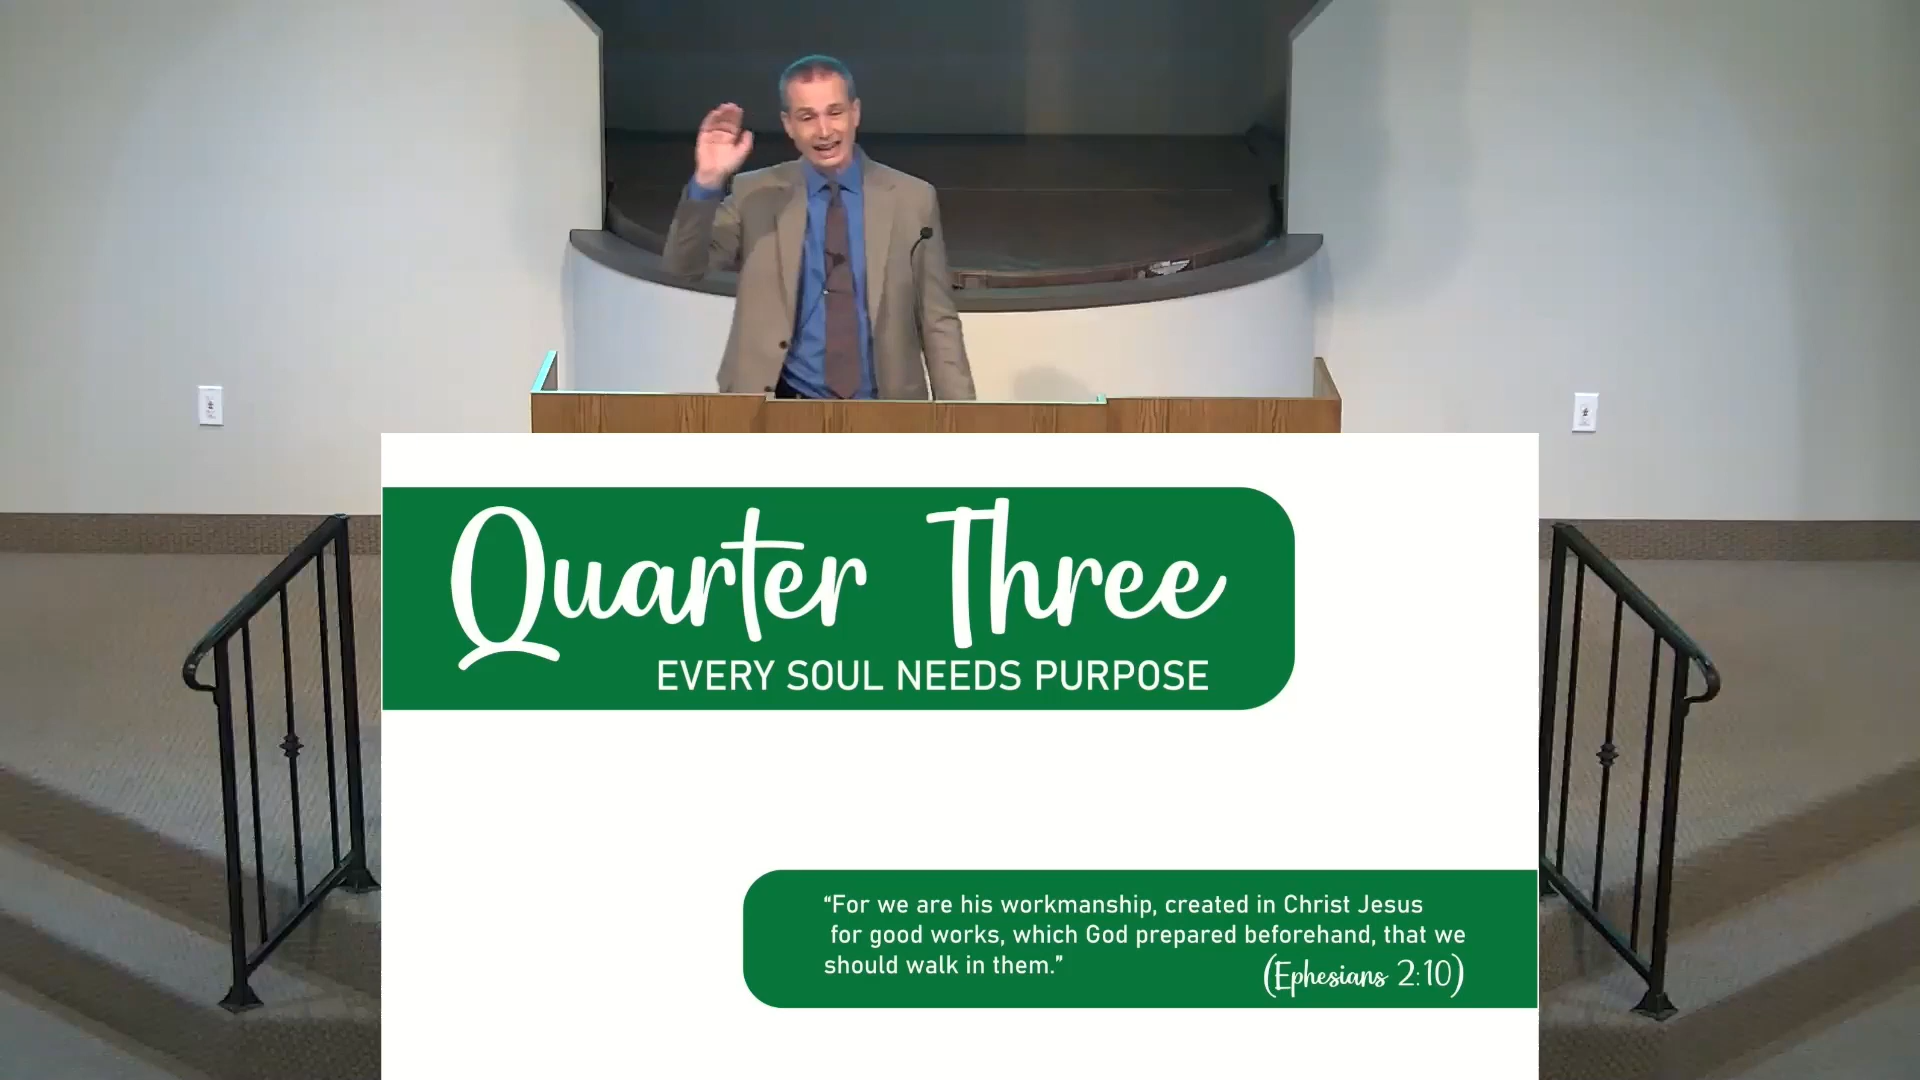 Quarter Three
EVERY SOUL NEEDS PURPOSE
“For we are his workmanship, created in Christ Jesus
for good works, which God prepared beforehand, that we
should walk in them.”
(Ephesians 2:10)